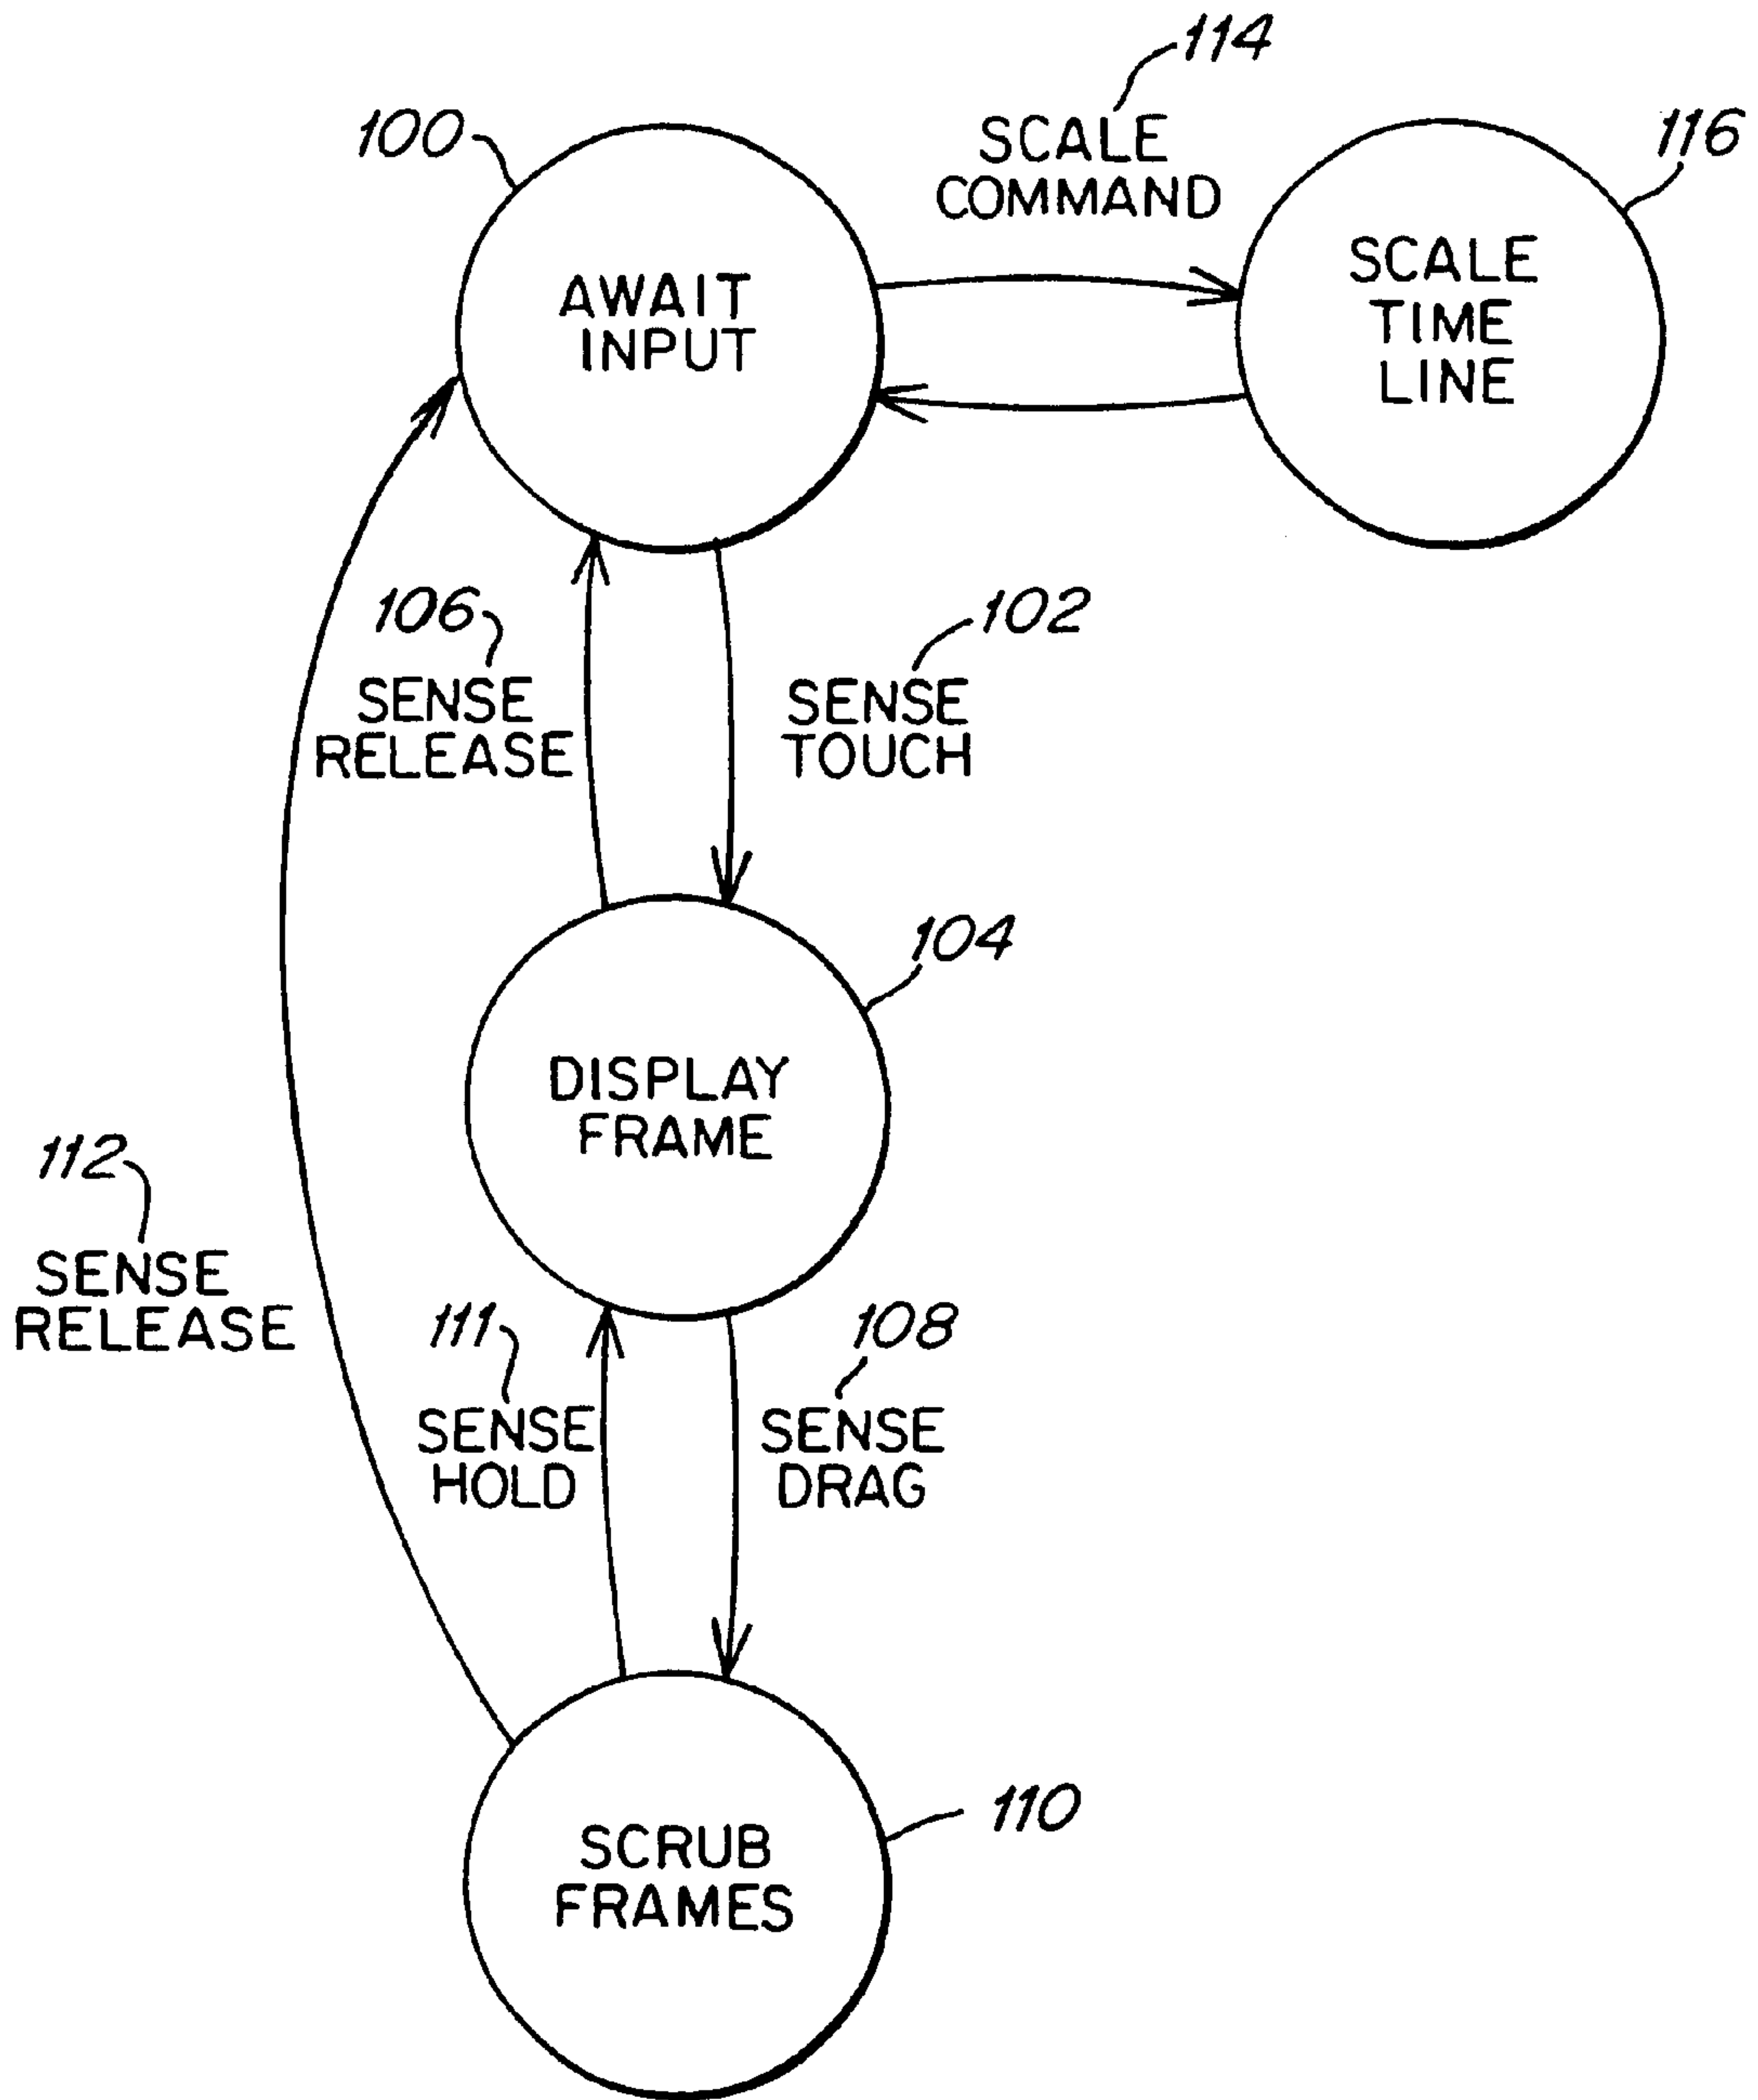 114
100
SCALE
COMMAND
116
AWAIT
INPUT
SCALE
TIME
LINE
106
SENSE
RELEASE
102
SENSE
TOUCH
104
DISPLAY
FRAME
112
SENSE
RELEASE
111
SENSE
HOLD
108
SENSE
DRAG
110
SCRUB
FRAMES